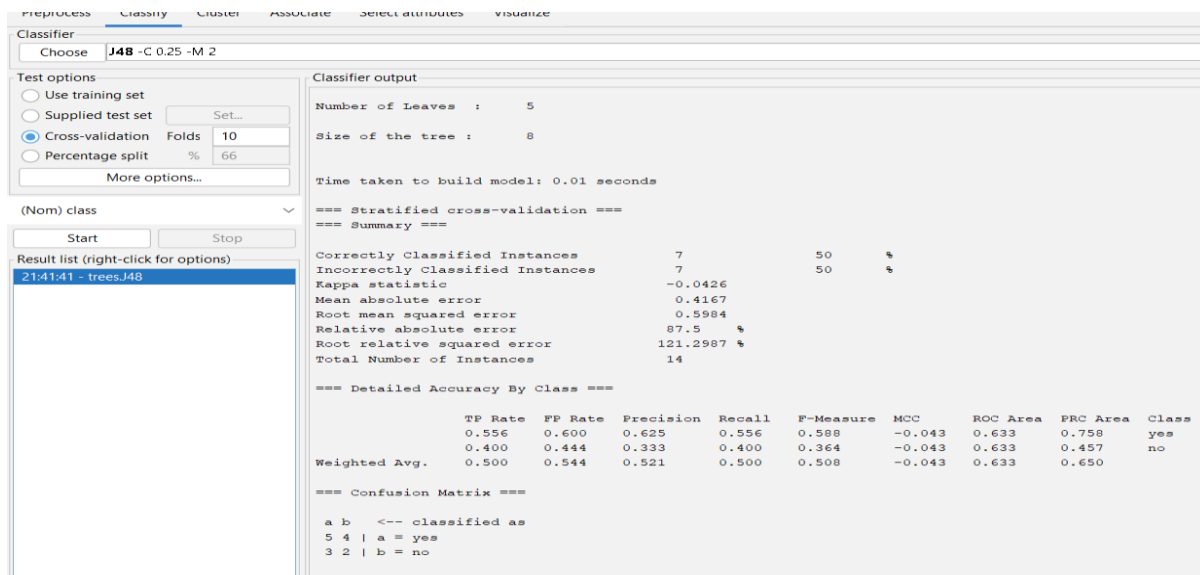 Preprocess Classify Cluster Associate Select attributes Visualize
Classifier
Choose J48 -C 0.25 -M 2
Test options
Use training set
Supplied test set Set...
Cross-validation Folds 10
Percentage split % 66
More options...
(Nom) class
Start Stop
Result list (right-click for options)
21:41:41 - trees.J48
Classifier output
Number of Leaves : 5
Size of the tree : 8
Time taken to build model: 0.01 seconds
=== Stratified cross-validation ===
=== Summary ===
Correctly Classified Instances 7 50 %
Incorrectly Classified Instances 7 50 %
Kappa statistic -0.0426
Mean absolute error 0.4167
Root mean squared error 0.5984
Relative absolute error 87.5 %
Root relative squared error 121.2987 %
Total Number of Instances 14
=== Detailed Accuracy By Class ===
TP Rate FP Rate Precision Recall F-Measure MCC ROC Area PRC Area Class
0.556 0.600 0.625 0.556 0.588 -0.043 0.633 0.758 yes
0.400 0.444 0.333 0.400 0.364 -0.043 0.633 0.457 no
Weighted Avg. 0.500 0.544 0.521 0.500 0.508 -0.043 0.633 0.650
=== Confusion Matrix ===
a b <-- classified as
5 4 | a = yes
3 2 | b = no